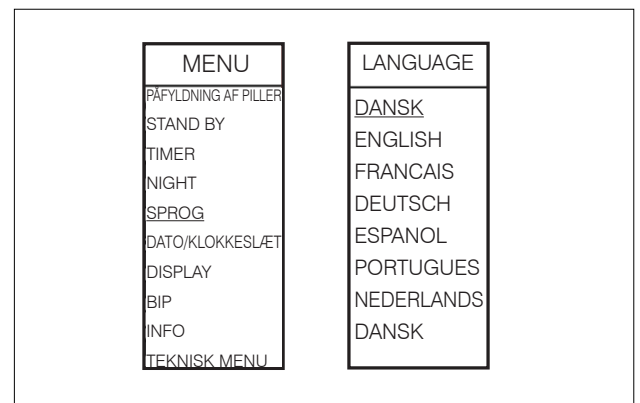 MENU
PÅFYLDNING AF PILLER
STAND BY
TIMER
NIGHT
SPROG
DATO/KLOKKESLÆT
DISPLAY
BIP
INFO
TEKNISK MENU
LANGUAGE
DANSK
ENGLISH
FRANCAIS
DEUTSCH
ESPANOL
PORTUGUES
NEDERLANDS
DANSK